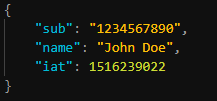 {
    "sub": "1234567890",
    "name": "John Doe",
    "iat": 1516239022
}